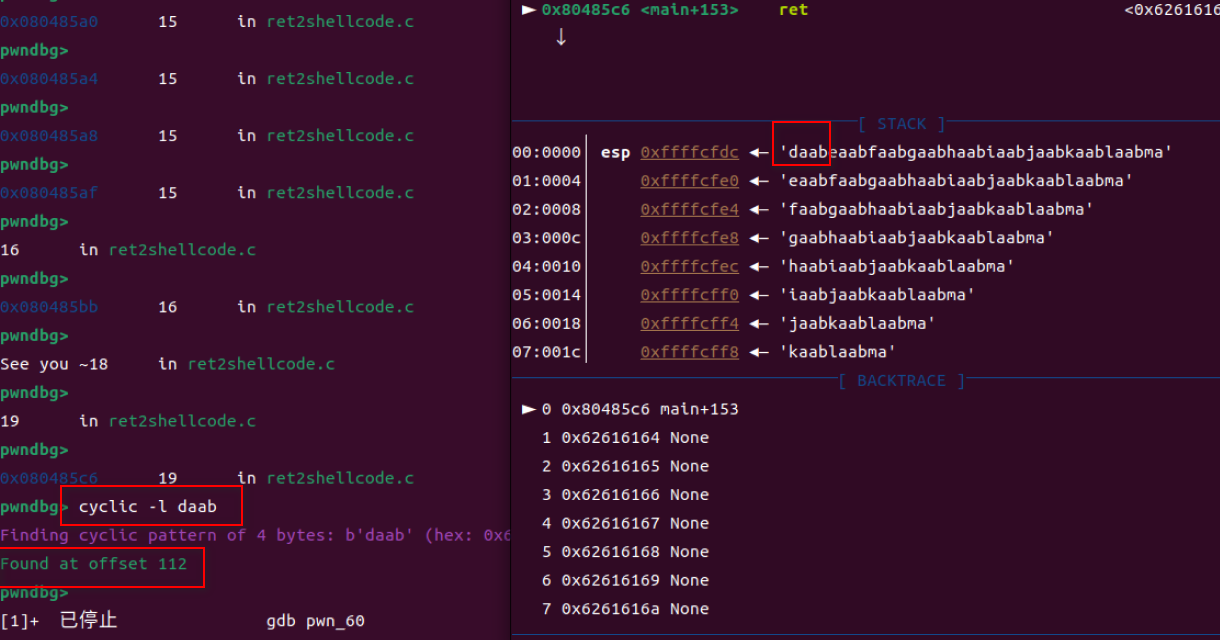 0x080485a0 15 in ret2shellcode.c
pwndbg>
0x080485a4 15 in ret2shellcode.c
pwndbg>
0x080485a8 15 in ret2shellcode.c
pwndbg>
0x080485af 15 in ret2shellcode.c
pwndbg>
16 in ret2shellcode.c
pwndbg>
0x080485bb 16 in ret2shellcode.c
pwndbg>
See you ~18 in ret2shellcode.c
pwndbg>
19 in ret2shellcode.c
pwndbg>
0x080485c6 19 in ret2shellcode.c
pwndbg> cyclic -l daab
Finding cyclic pattern of 4 bytes: b'daab' (hex: 0x6
Found at offset 112
pwndbg>
[1]+ 已停止 gdb pwn_60
► 0x80485c6 <main+153> ret <0x6261616
↓
[ STACK ]
00:0000│ esp 0xffffcfdc ◄— 'daabeaabfaabgaabhaabiaabjaabkaablaabma'
01:0004│ 0xffffcfe0 ◄— 'eaabfaabgaabhaabiaabjaabkaablaabma'
02:0008│ 0xffffcfe4 ◄— 'faabgaabhaabiaabjaabkaablaabma'
03:000c│ 0xffffcfe8 ◄— 'gaabhaabiaabjaabkaablaabma'
04:0010│ 0xffffcfec ◄— 'haabiaabjaabkaablaabma'
05:0014│ 0xffffcff0 ◄— 'iaabjaabkaablaabma'
06:0018│ 0xffffcff4 ◄— 'jaabkaablaabma'
07:001c│ 0xffffcff8 ◄— 'kaablaabma'
[ BACKTRACE ]
► 0 0x80485c6 main+153
1 0x62616164 None
2 0x62616165 None
3 0x62616166 None
4 0x62616167 None
5 0x62616168 None
6 0x62616169 None
7 0x6261616a None